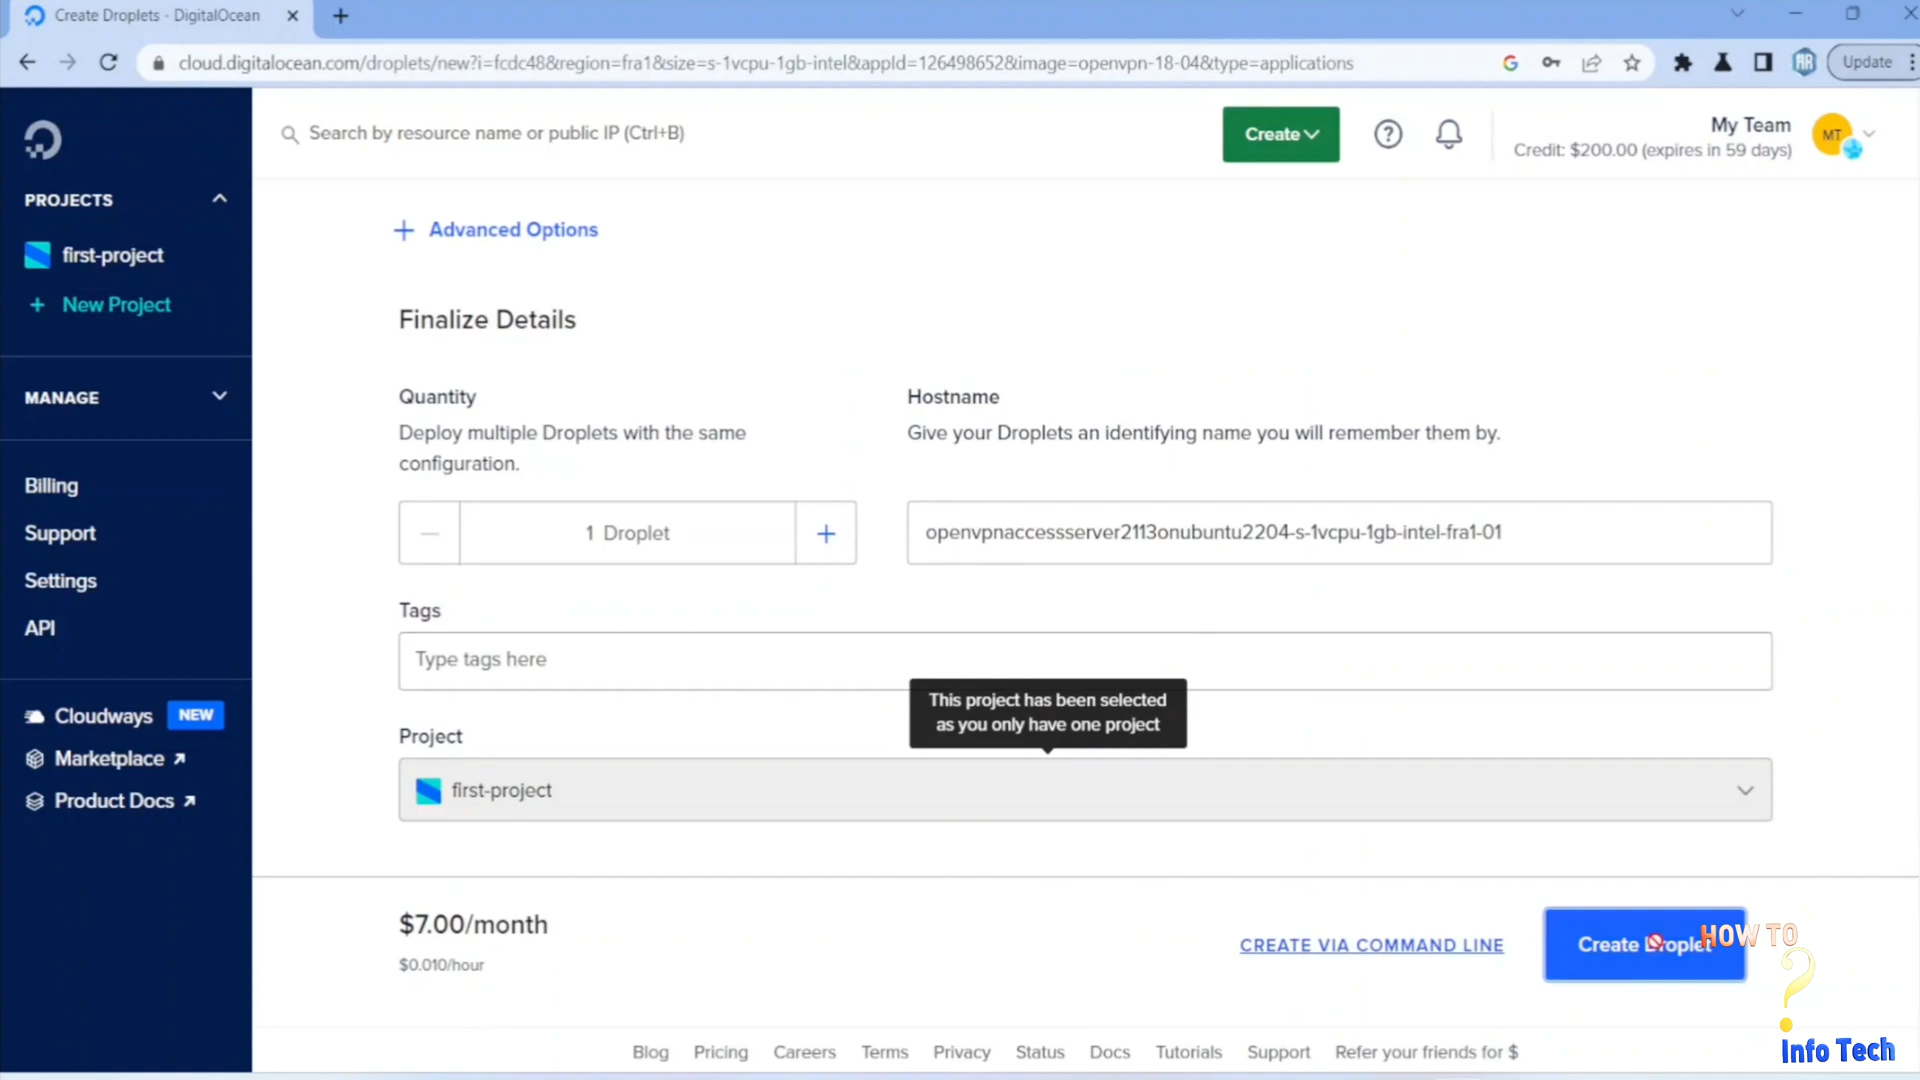 Create Droplets - DigitalOcean
cloud.digitalocean.com/droplets/new?i=fcdc48&region=fra1&size=s-1vcpu-1gb-intel&appId=126498652&image=openvpn-18-04&type=applications
Update
Search by resource name or public IP (Ctrl+B)
Create
My Team
Credit: $200.00 (expires in 59 days)
MT
PROJECTS
first-project
+ New Project
MANAGE
Billing
Support
Settings
API
Cloudways NEW
Marketplace
Product Docs
+ Advanced Options
Finalize Details
Quantity
Deploy multiple Droplets with the same
configuration.
1 Droplet
Hostname
Give your Droplets an identifying name you will remember them by.
openvpnaccessserver2113onubuntu2204-s-1vcpu-1gb-intel-fra1-01
Tags
Type tags here
This project has been selected
as you only have one project
Project
first-project
$7.00/month
$0.010/hour
CREATE VIA COMMAND LINE
Create Droplet
HOW TO
?
Info Tech
Blog Pricing Careers Terms Privacy Status Docs Tutorials Support Refer your friends for $